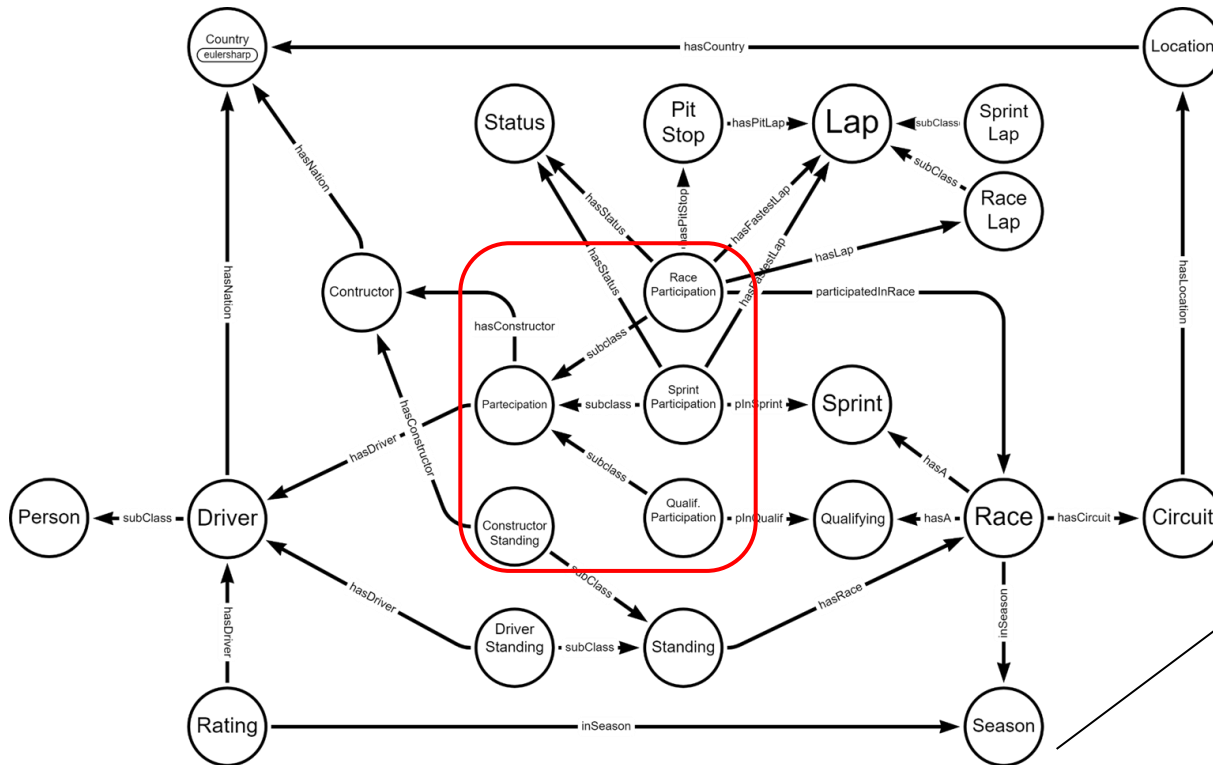 Country
eulersharp
hasCountry
Location
Status
Pit
Stop
hasPitLap
Lap
subClass
Sprint
Lap
subClass
Race
Lap
hasNation
hasStatus
hasPitStop
hasFastestLap
hasLap
hasStatus
hasFastestLap
hasNation
hasLocation
Contructor
Race
Participation
participatedInRace
hasConstructor
subclass
Partecipation
subclass
Sprint
Participation
pInSprint
Sprint
hasConstructor
hasDriver
subclass
hasA
Person
subClass
Driver
Constructor
Standing
Qualif.
Participation
pInQualif
Qualifying
hasA
Race
hasCircuit
Circuit
subClass
hasDriver
hasRace
hasDriver
Driver
Standing
subClass
Standing
inSeason
Rating
inSeason
Season